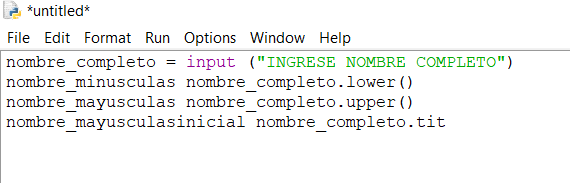 *untitled*
File Edit Format Run Options Window Help
nombre_completo = input ("INGRESE NOMBRE COMPLETO")
nombre_minusculas nombre_completo.lower()
nombre_mayusculas nombre_completo.upper()
nombre_mayusculasinicial nombre_completo.tit